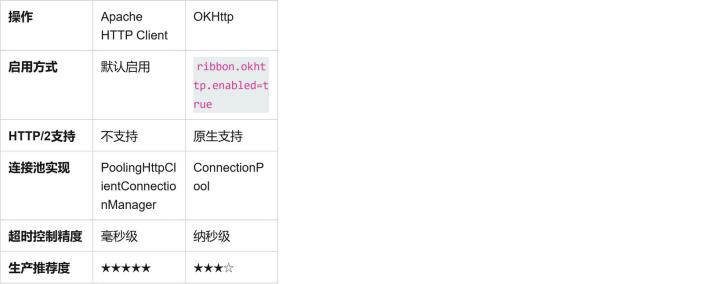 操作 Apache HTTP Client OKHttp
启用方式 默认启用 ribbon.okhttp.enabled=true
HTTP/2支持 不支持 原生支持
连接池实现 PoolingHttpClientConnectionManager ConnectionPool
超时控制精度 毫秒级 纳秒级
生产推荐度 ★★★★★ ★★★☆